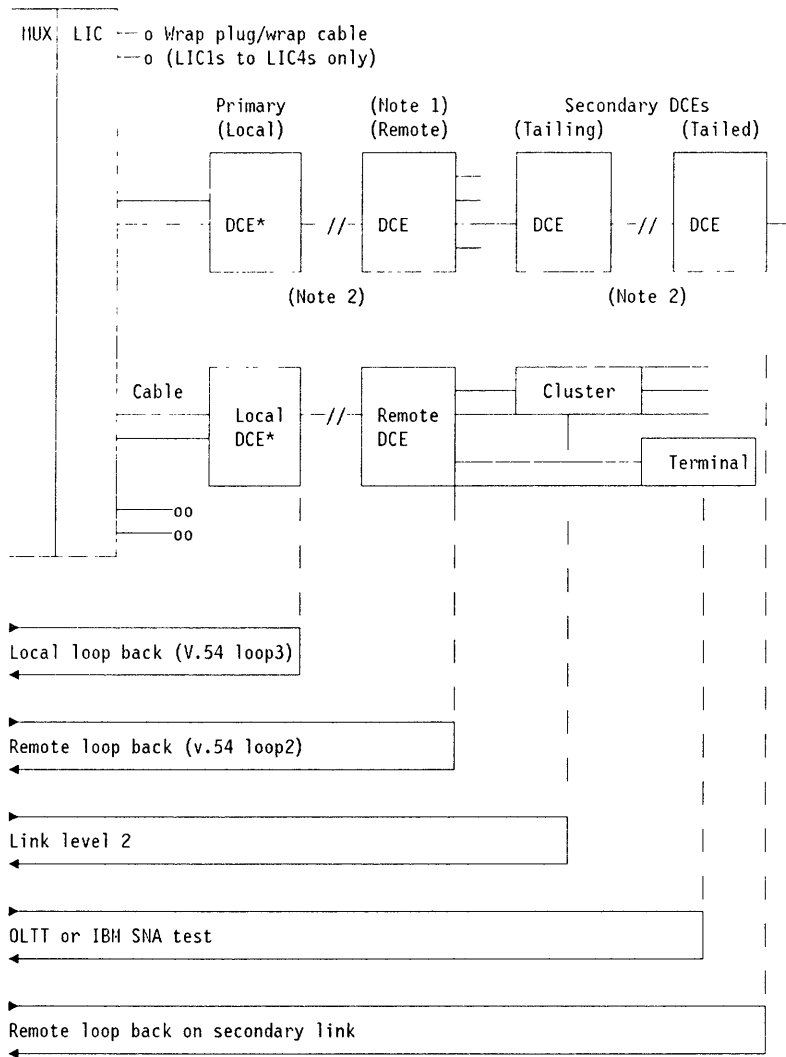 MUX LIC o Wrap plug/wrap cable
o (LIC1s to LIC4s only)
Primary (Note 1) Secondary DCEs
(Local) (Remote) (Tailing) (Tailed)
DCE* // DCE DCE // DCE
(Note 2) (Note 2)
Cable Cluster
Local // Remote
DCE* DCE
Terminal
oo
oo
Local loop back (V.54 loop3)
Remote loop back (v.54 loop2)
Link level 2
OLTT or IBM SNA test
Remote loop back on secondary link